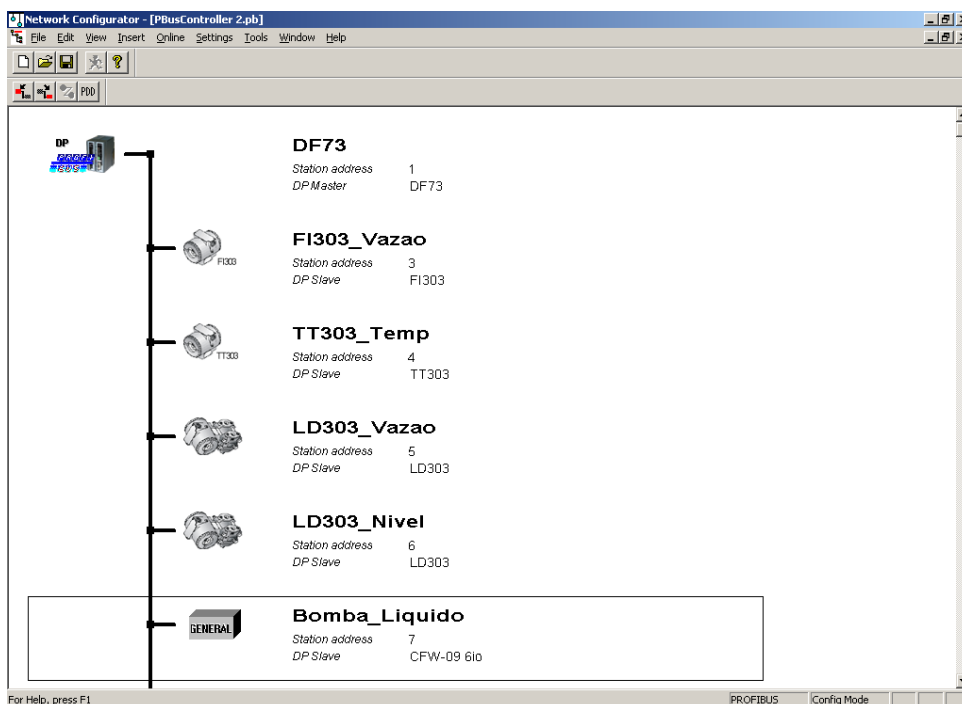 Network Configurator - [PBusController 2.pb]
File Edit View Insert Online Settings Tools Window Help
PDD
DP
PROFI
BUS
DF73
Station address 1
DP Master DF73
FI303
FI303_Vazao
Station address 3
DP Slave FI303
TT303
TT303_Temp
Station address 4
DP Slave TT303
LD303_Vazao
Station address 5
DP Slave LD303
LD303_Nivel
Station address 6
DP Slave LD303
GENERAL
Bomba_Liquido
Station address 7
DP Slave CFW-09 6io
For Help, press F1 PROFIBUS Config Mode